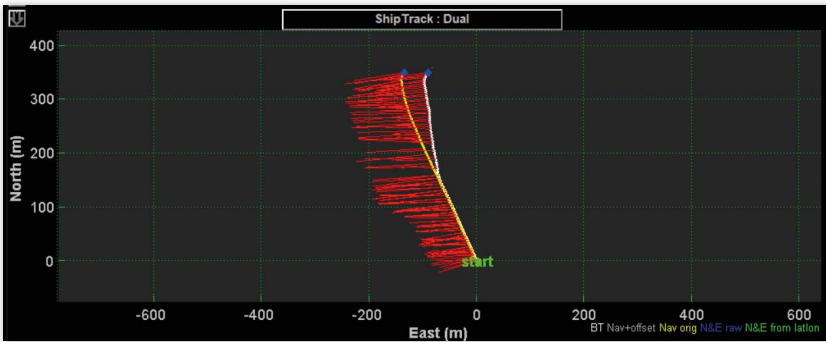 ShipTrack : Dual
400
300
200
100
0
North (m)
start
-600
-400
-200
0
200
400
600
East (m)
BT Nav+offset Nav orig N&E raw N&E from latlon